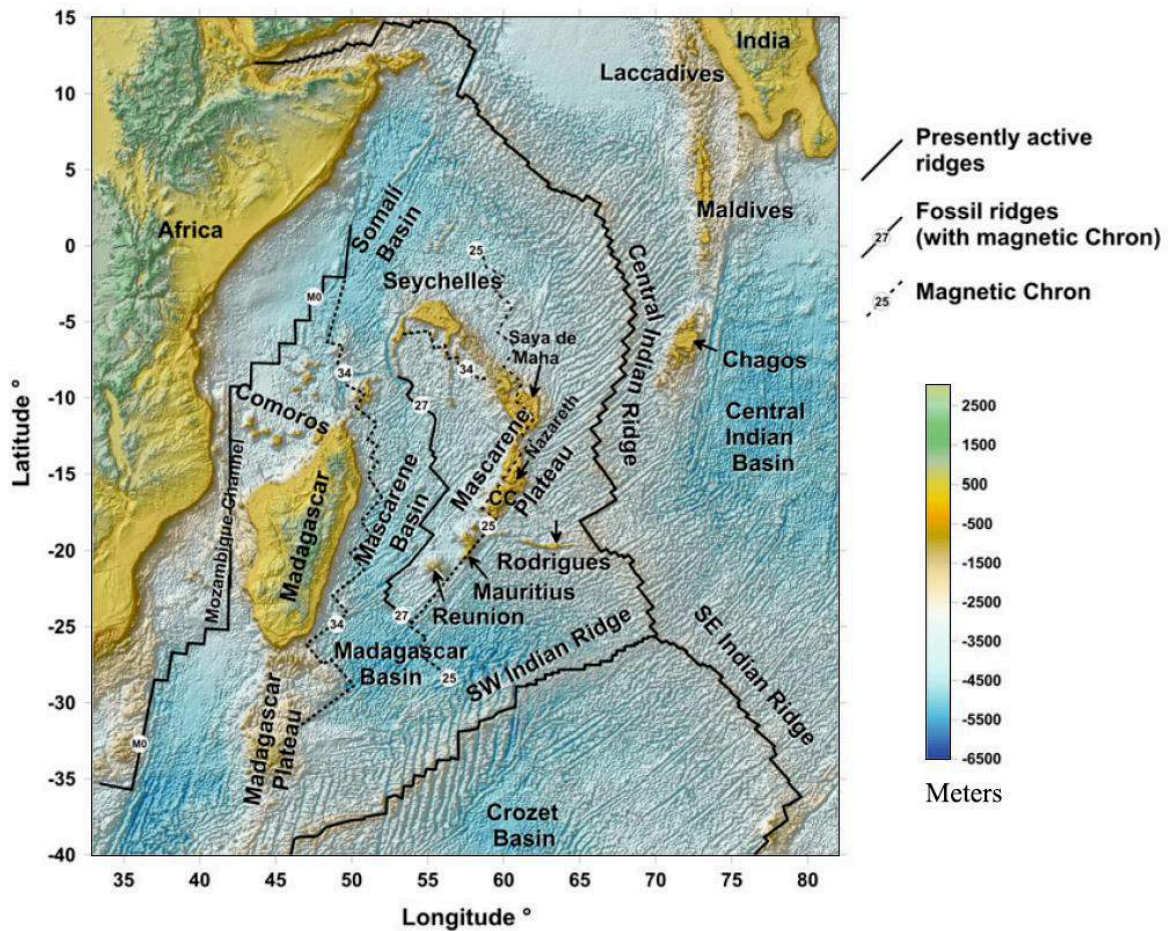 15
10
5
0
-5
-10
-15
-20
-25
-30
-35
-40
Latitude °
35
40
45
50
55
60
65
70
75
80
Longitude °
India
Laccadives
Maldives
Africa
Somali
Basin
25
Seychelles
M0
Central Indian Ridge
Saya de
Maha
34
34
Chagos
27
Comoros
Central
Indian
Basin
Nazareth
Mascarene
Plateau
CC
Mozambique Channel
Madagascar
Mascarene
Basin
25
Rodrigues
Mauritius
Reunion
27
34
Madagascar
Basin
25
SW Indian Ridge
SE Indian Ridge
Madagascar
Plateau
M0
Crozet
Basin
Presently active
ridges
Fossil ridges
27
(with magnetic Chron)
25
Magnetic Chron
2500
1500
500
-500
-1500
-2500
-3500
-4500
-5500
-6500
Meters